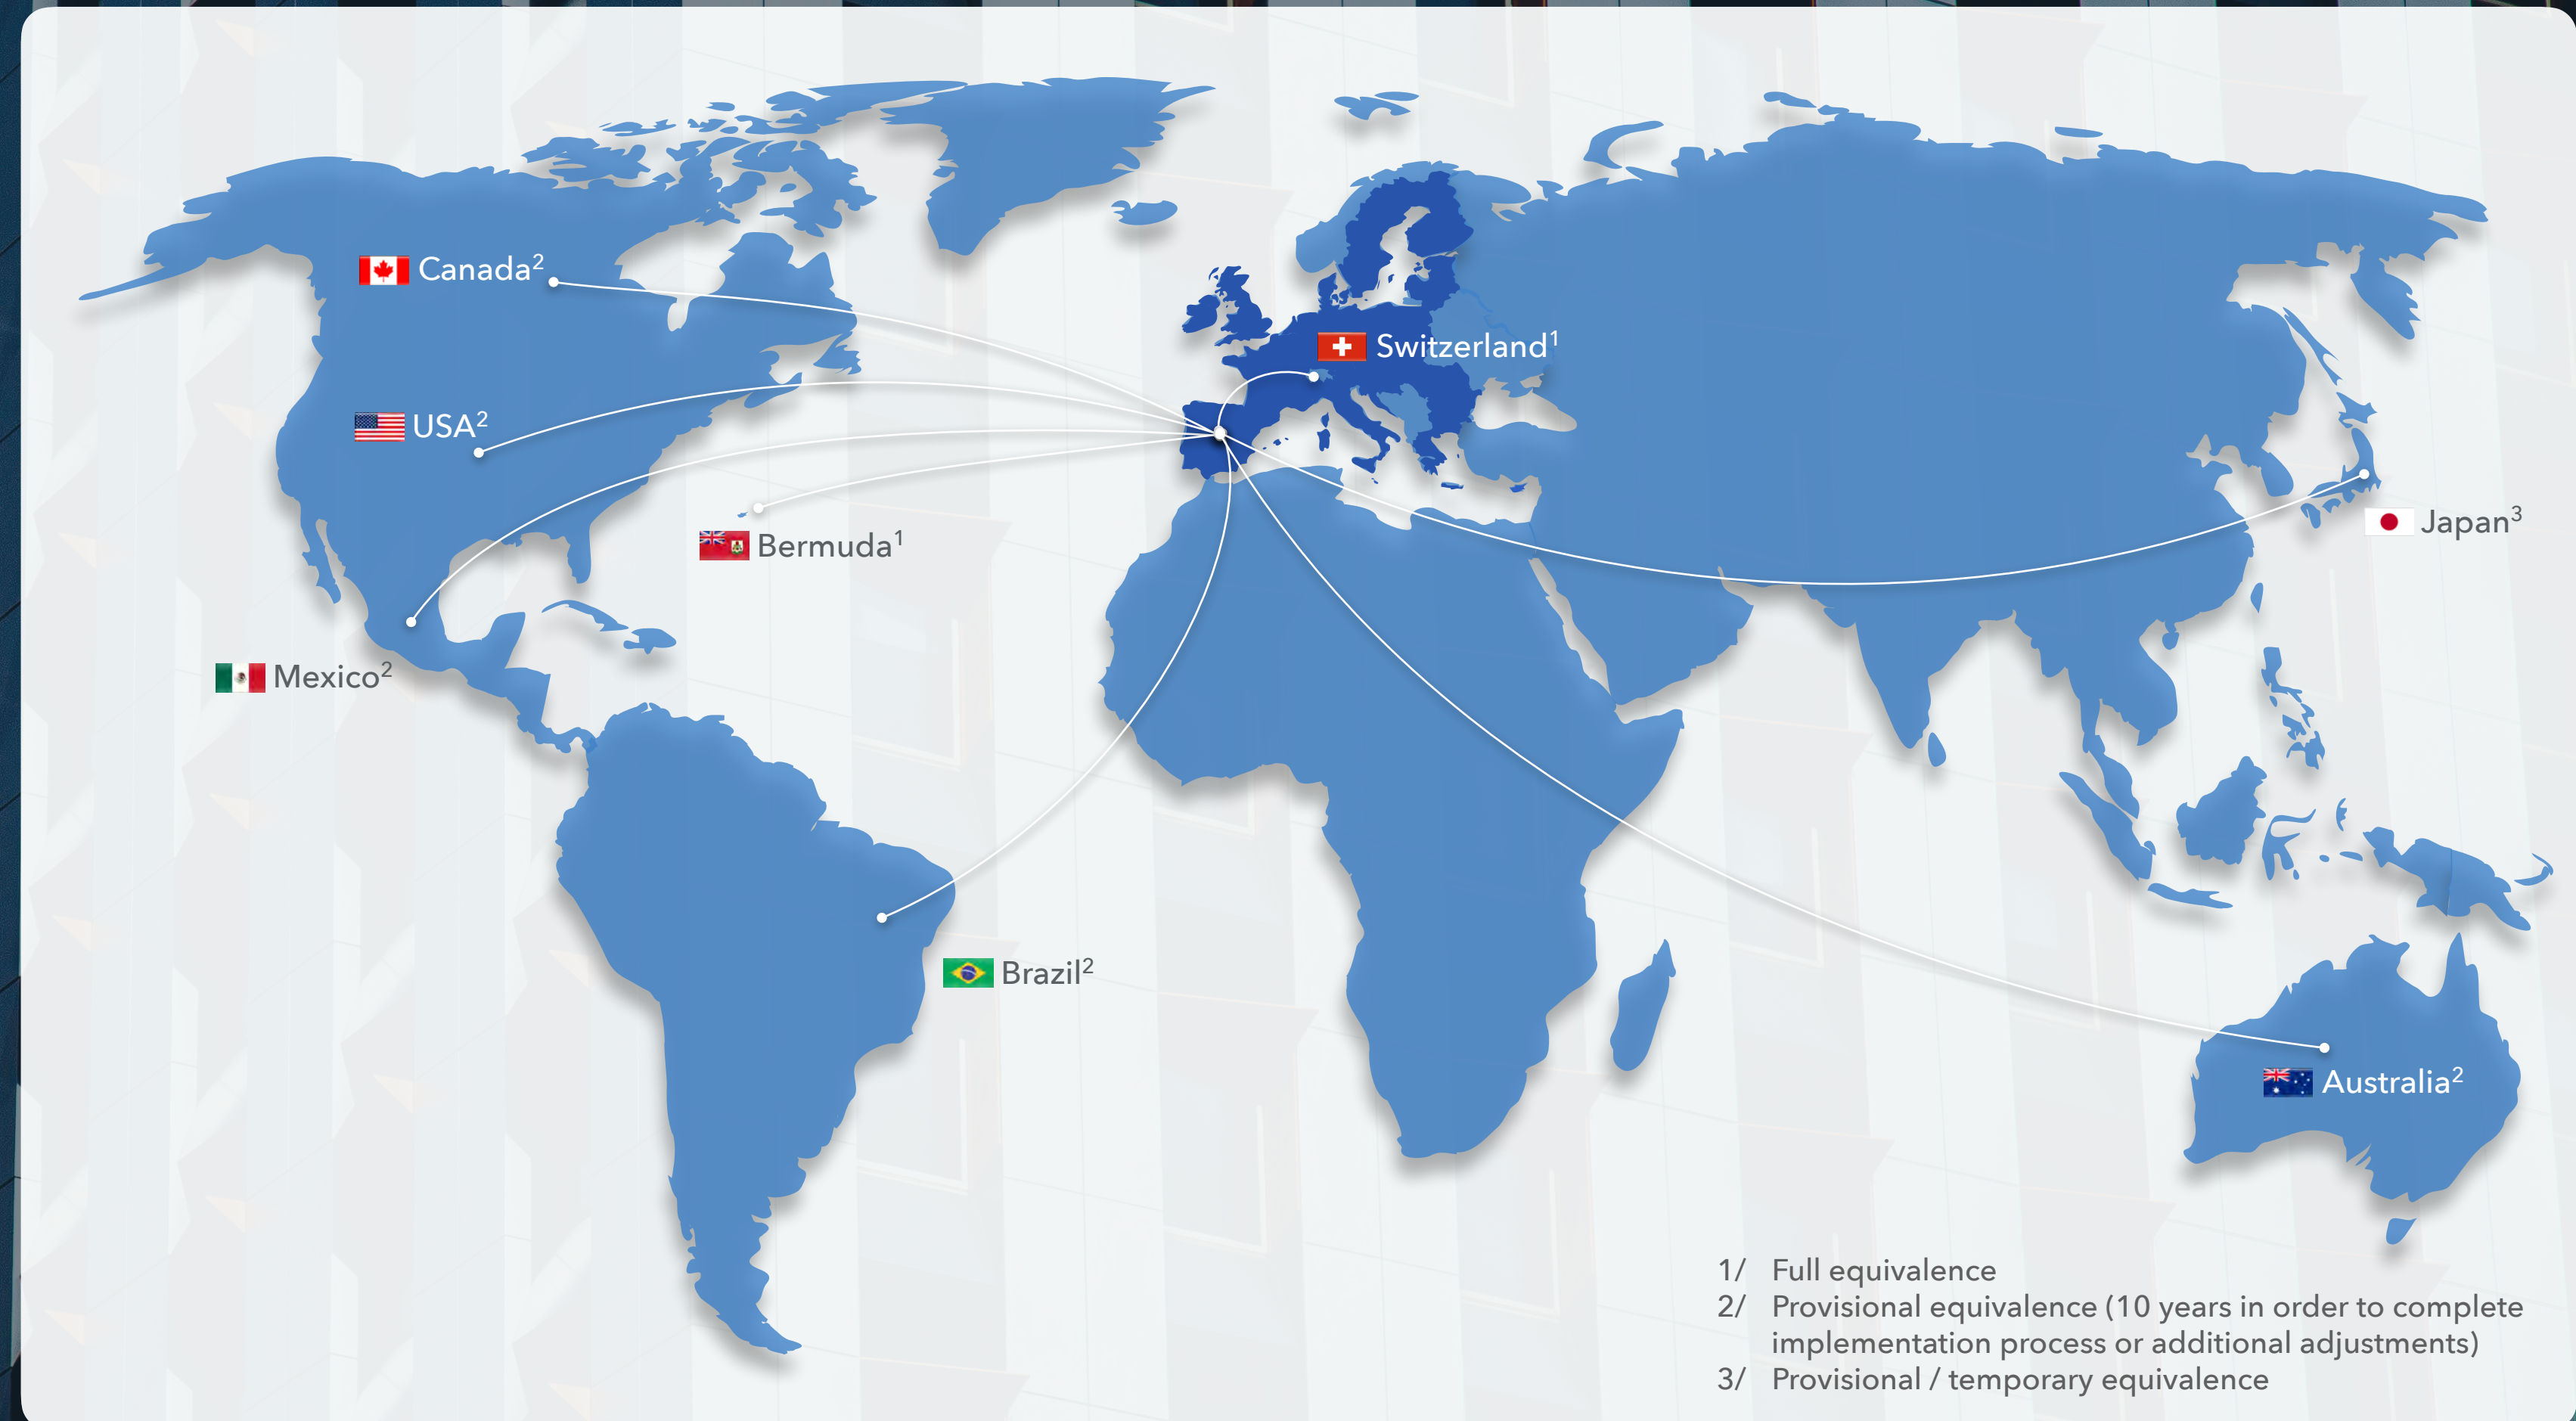 Canada²
Switzerland¹
USA²
Japan³
Bermuda¹
Mexico²
Brazil²
Australia²
1/ Full equivalence
2/ Provisional equivalence (10 years in order to complete
implementation process or additional adjustments)
3/ Provisional / temporary equivalence